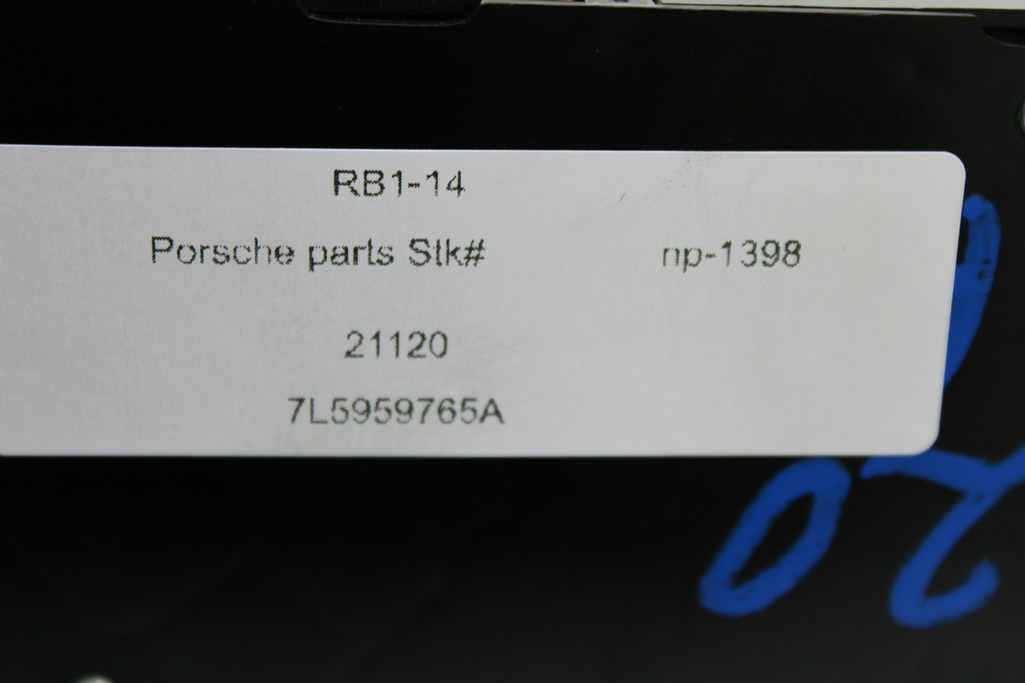 RB1-14
Porsche parts Stk# np-1398
21120
7L5959765A